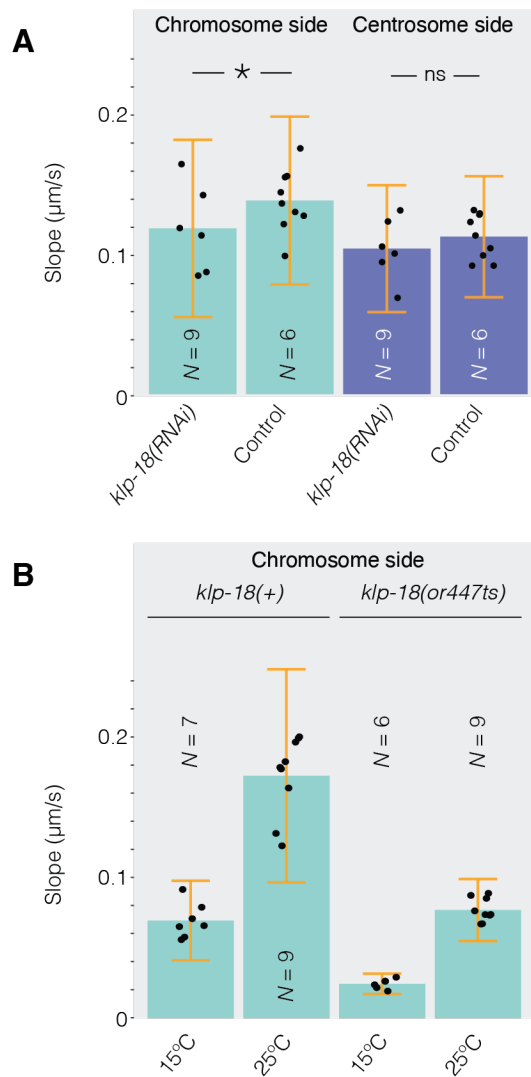 A
Chromosome side
Centrosome side
*
ns
0.2
0.1
0
Slope (µm/s)
N = 9
N = 6
N = 9
N = 6
klp-18(RNAi)
Control
klp-18(RNAi)
Control
B
Chromosome side
klp-18(+)
klp-18(or447ts)
0.2
0.1
0
Slope (µm/s)
N = 7
N = 9
N = 6
N = 9
15°C
25°C
15°C
25°C